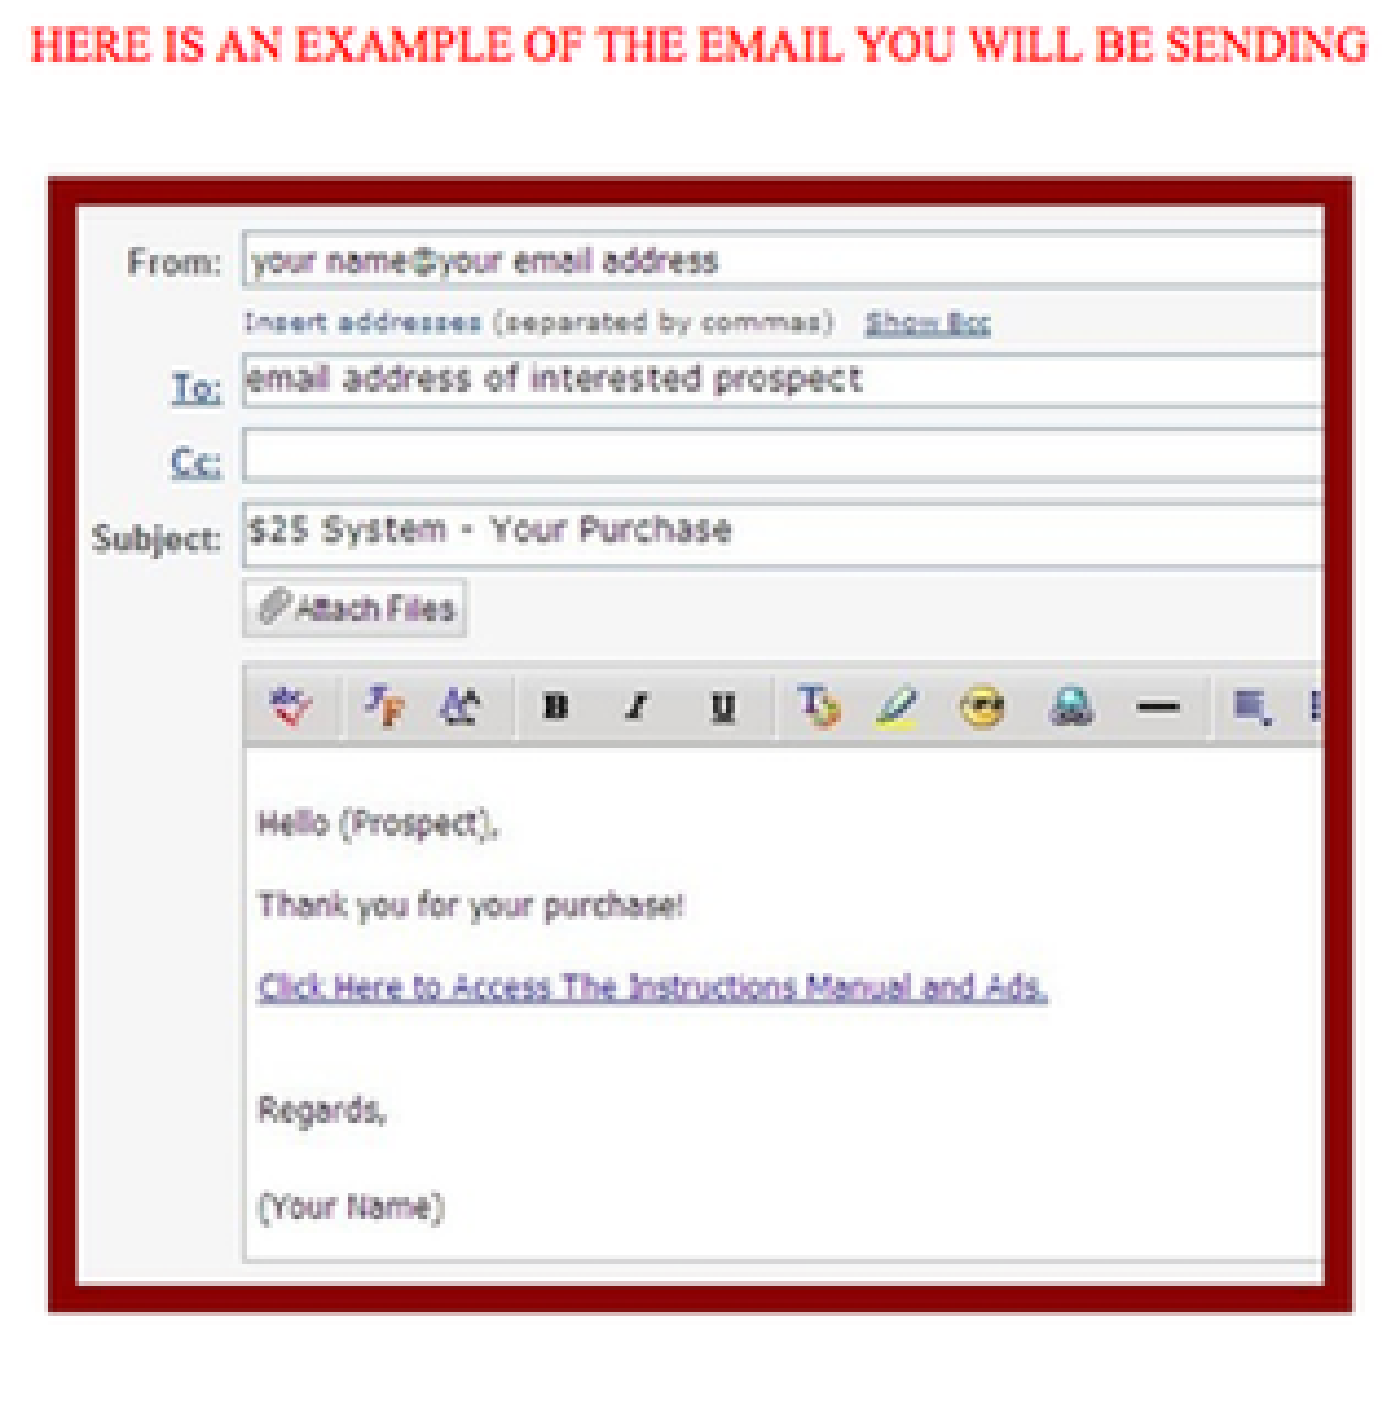 HERE IS AN EXAMPLE OF THE EMAIL YOU WILL BE SENDING
From: your name@your email address
Insert addresses (separated by commas) Show Bcc
To: email address of interested prospect
Cc:
Subject: $25 System - Your Purchase
Attach Files
B I U
Hello (Prospect),
Thank you for your purchase!
Click Here to Access The Instructions Manual and Ads.
Regards,
(Your Name)